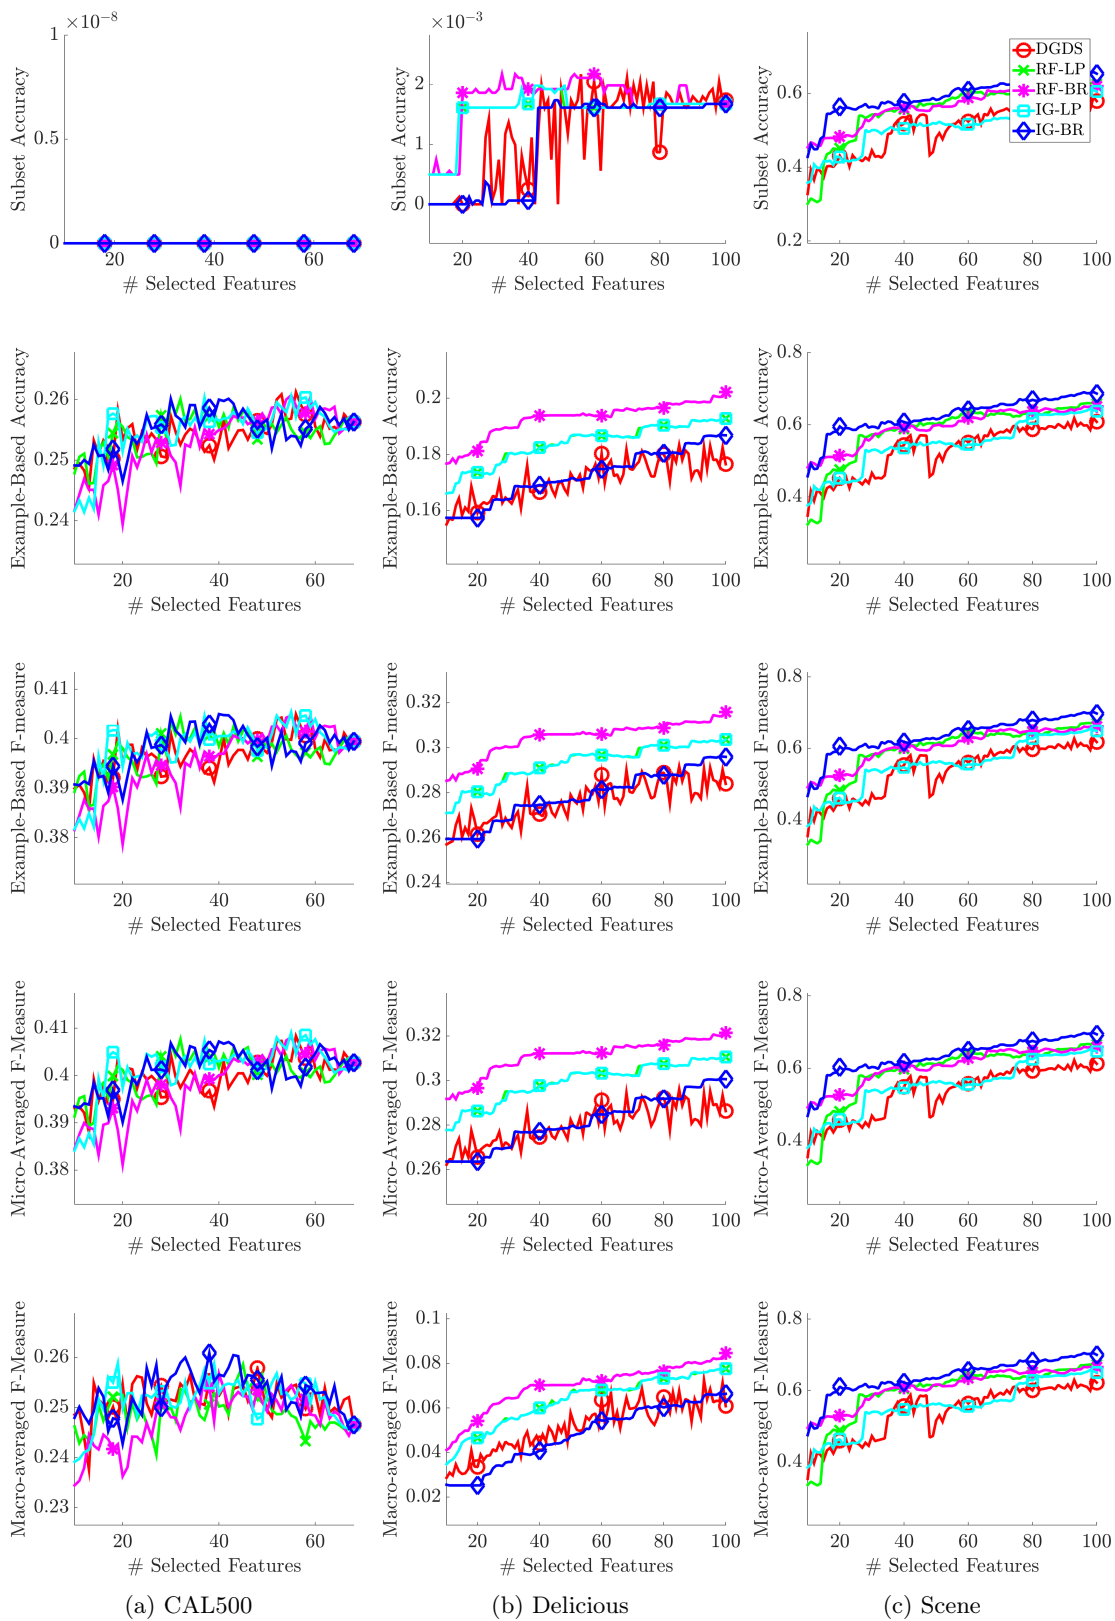 ×10⁻⁸
1
0.5
0
Subset Accuracy
20 40 60
# Selected Features
×10⁻³
2
1
0
Subset Accuracy
20 40 60 80 100
# Selected Features
0.6
0.4
0.2
Subset Accuracy
20 40 60 80 100
# Selected Features
DGDS
RF-LP
RF-BR
IG-LP
IG-BR
0.26
0.25
0.24
Example-Based Accuracy
20 40 60
# Selected Features
0.2
0.18
0.16
Example-Based Accuracy
20 40 60 80 100
# Selected Features
0.8
0.6
0.4
Example-Based Accuracy
20 40 60 80 100
# Selected Features
0.41
0.4
0.39
0.38
Example-Based F-measure
20 40 60
# Selected Features
0.32
0.3
0.28
0.26
0.24
Example-Based F-measure
20 40 60 80 100
# Selected Features
0.8
0.6
0.4
Example-Based F-measure
20 40 60 80 100
# Selected Features
0.41
0.4
0.39
0.38
Micro-Averaged F-Measure
20 40 60
# Selected Features
0.32
0.3
0.28
0.26
Micro-Averaged F-Measure
20 40 60 80 100
# Selected Features
0.8
0.6
0.4
Micro-Averaged F-Measure
20 40 60 80 100
# Selected Features
0.26
0.25
0.24
0.23
Macro-averaged F-Measure
20 40 60
# Selected Features
0.1
0.08
0.06
0.04
0.02
Macro-averaged F-Measure
20 40 60 80 100
# Selected Features
0.8
0.6
0.4
Macro-averaged F-Measure
20 40 60 80 100
# Selected Features
(a) CAL500
(b) Delicious
(c) Scene